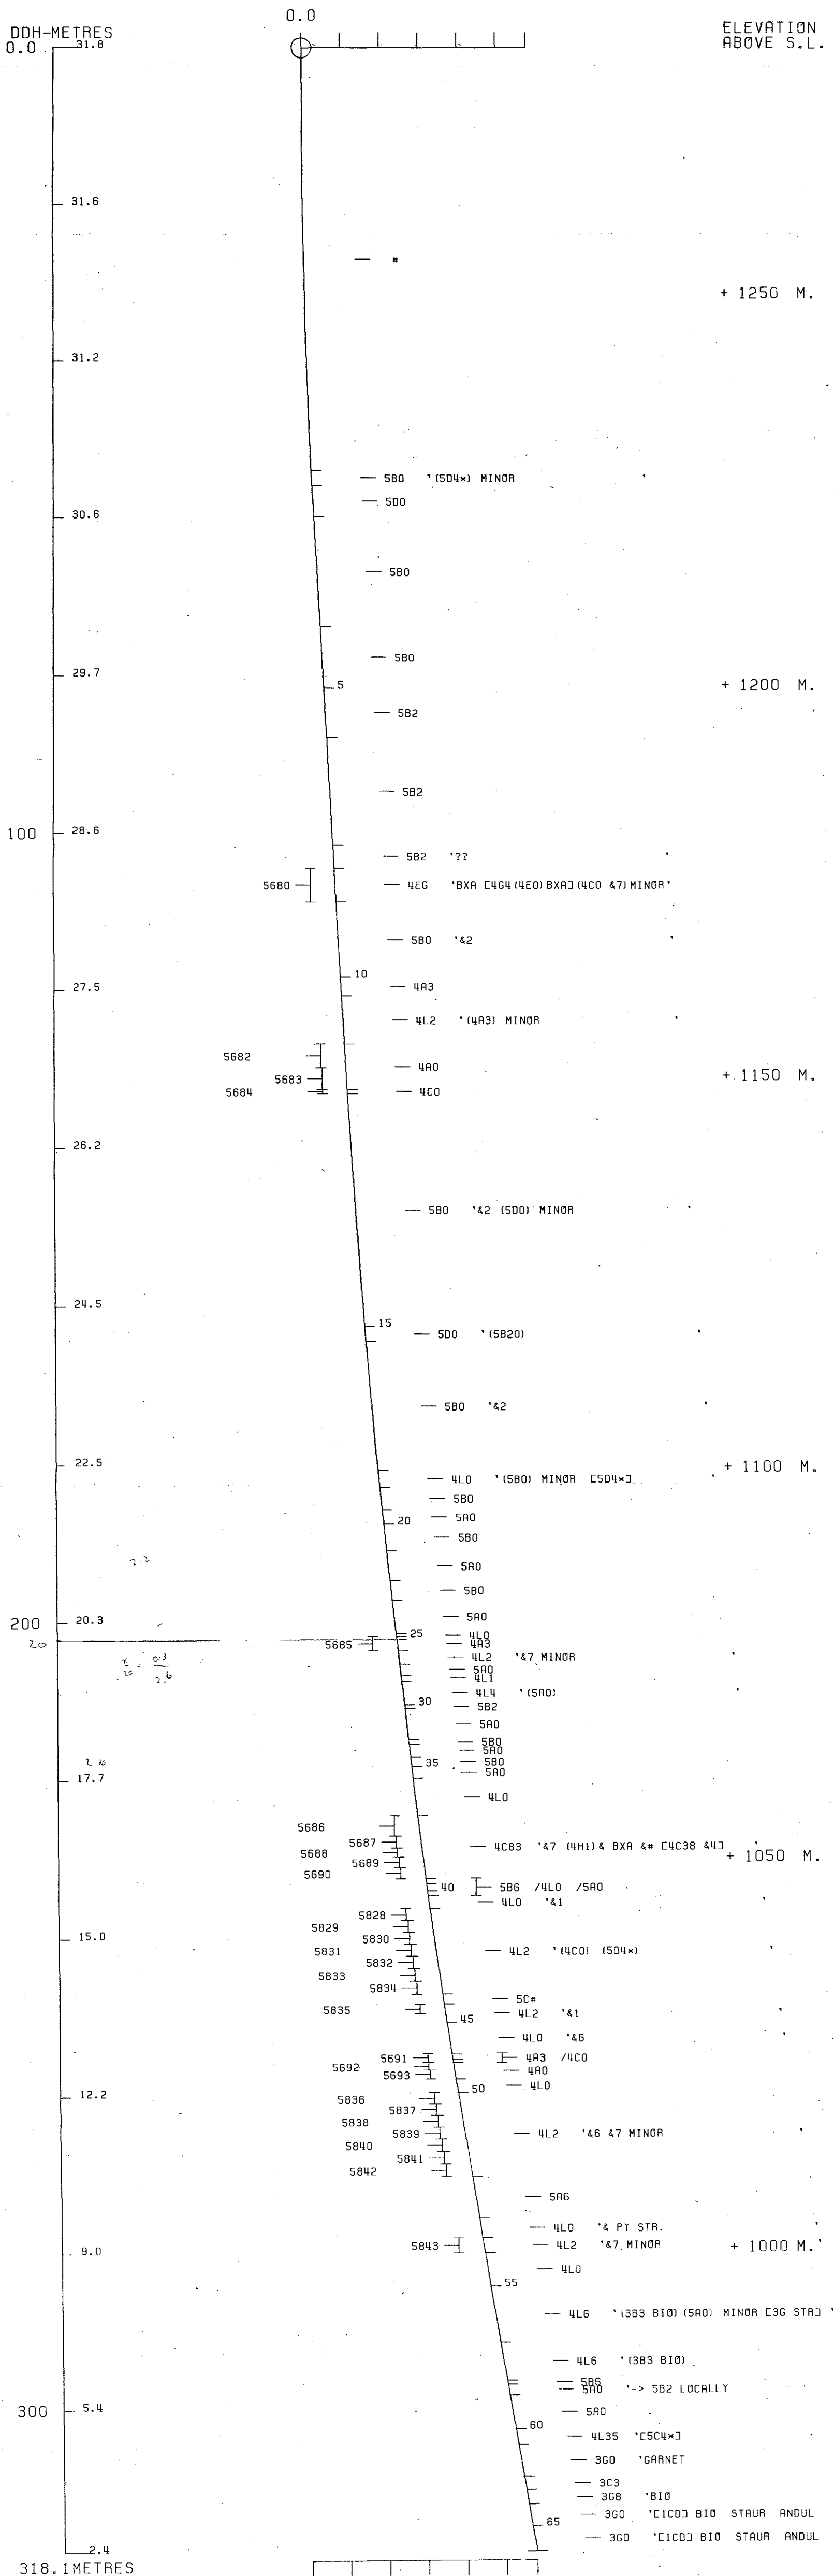 0.0
DDH-METRES
ELEVATION
0.0 31.8
ABOVE S.L.
31.6
+ 1250 M.
31.2
5B0 '(5D4*) MINOR
5D0
30.6
5B0
5B0
29.7
5
+ 1200 M.
5B2
5B2
100 28.6
5B2 '??
5680 4EG 'BXA [4G4(4E0)BXA](4C0 &7)MINOR'
5B0 '&2
10
4A3
27.5
4L2 '(4A3) MINOR
5682
4A0
5683
+ 1150 M.
5684 4C0
26.2
5B0 '&2 (5D0) MINOR
24.5
15
5D0 '(5B20)
5B0 '&2
22.5
+ 1100 M.
4L0 '(5B0) MINOR [5D4*]
5B0
5A0
20
5B0
2.2
5A0
5B0
5A0
200 20.3
25 4L0
20
5685 4A3
4L2 '&7 MINOR
x/20 = 0.3/2.6
5A0
4L1
4L4 '(5A0)
30 5B2
5A0
5B0
5A0
5B0
2.6
35
5A0
17.7
4L0
5686
5687 4C83 '&7 (4H1)& BXA &# [4C38 &4]
5688
+ 1050 M.
5689
5690
40 5B6 /4L0 /5A0
4L0 '&1
5828
5829
15.0
5830
5831 4L2 '(4C0) (5D4*)
5832
5833
5834
5C#
5835
4L2 '&1
45
4L0 '&6
5691 4A3 /4C0
5692
4A0
5693
4L0
50
12.2
5836
5837
5838
5839 4L2 '&6 &7 MINOR
5840
5841
5842
5A6
4L0 '& PY STR.
5843 4L2 '&7 MINOR
+ 1000 M.
9.0
4L0
55
4L6 '(3B3 BIO)(5A0) MINOR [3G STR] '
4L6 '(3B3 BIO)
5B6
5A0 '-> 5B2 LOCALLY
300 5.4
5A0
60
4L35 '[5C4*]
3G0 'GARNET
3C3
3G8 'BIO
3G0 '[1CD] BIO STAUR ANDUL
65
3G0 '[1CD] BIO STAUR ANDUL
2.4
318.1METRES